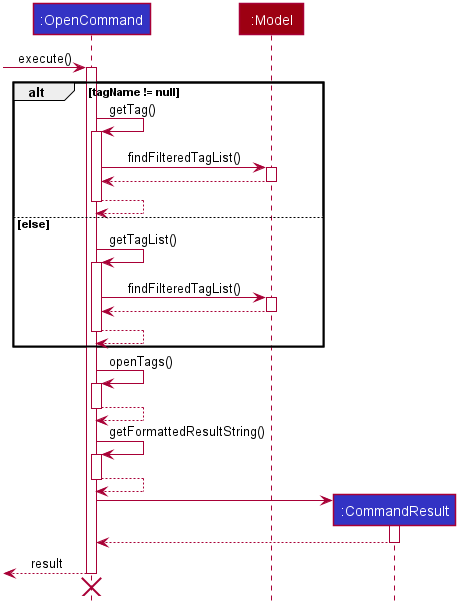 :OpenCommand
:Model
execute()
alt
[tagName != null]
getTag()
findFilteredTagList()
[else]
getTagList()
findFilteredTagList()
openTags()
getFormattedResultString()
:CommandResult
result